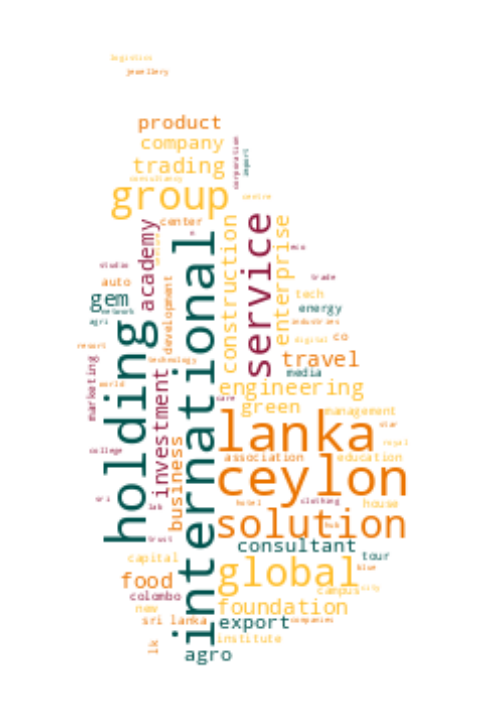 logistics
jewellery
product
company
trading
consultancy
group
corporation
import
centre
center
academy
international
service
construction
enterprise
development
studio
auto
gem
network
agri
resort
holding
technology
world
marketing
investment
business
college
sri
lab
trust
eco
trade
tech
energy
industries
digital
co
travel
media
engineering
care
green
management
lanka
star
royal
association
education
ceylon
hotel
clothing
house
solution
hub
consultant
tour
global
blue
campus
city
capital
food
colombo
new
foundation
sri lanka
export
companies
institute
lk
agro